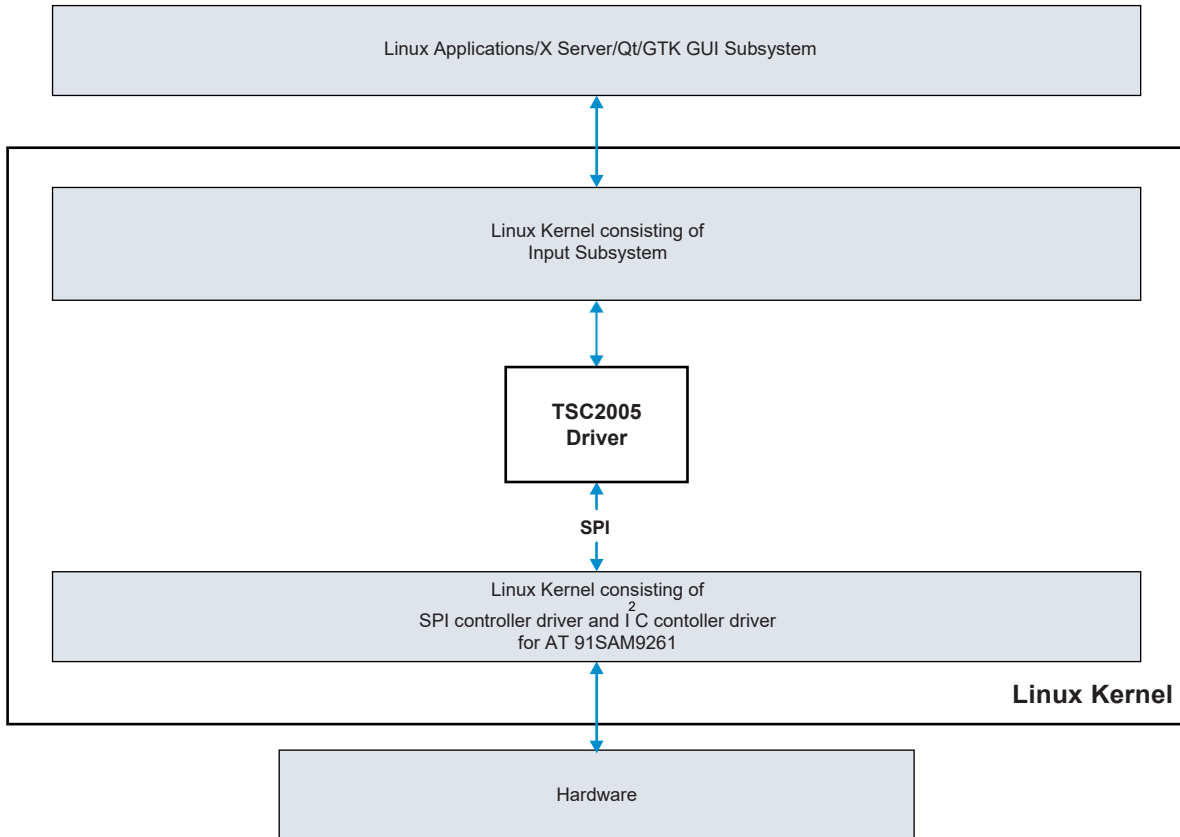 Linux Applications/X Server/Qt/GTK GUI Subsystem
Linux Kernel consisting of
Input Subsystem
TSC2005
Driver
SPI
Linux Kernel consisting of
SPI controller driver and I²C contoller driver
for AT 91SAM9261
Linux Kernel
Hardware